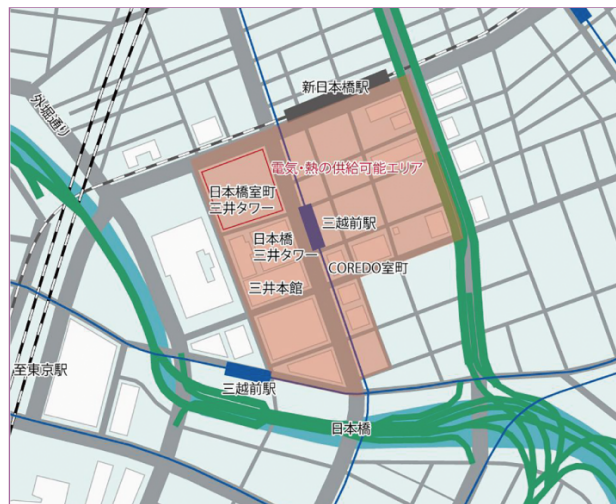 新日本橋駅
外堀通り
電気・熱の供給可能エリア
日本橋室町
三井タワー
三越前駅
日本橋
三井タワー
COREDO室町
三井本館
至東京駅
三越前駅
日本橋